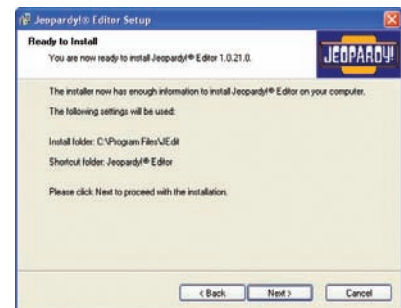 Jeopardy!® Editor Setup
Ready to Install
You are now ready to install Jeopardy!® Editor 1.0.21.0.
JEOPARDY!
The installer now has enough information to install Jeopardy!® Editor on your computer.
The following settings will be used:
Install folder: C:\Program Files\JEdit
Shortcut folder: Jeopardy!® Editor
Please click Next to proceed with the installation.
< Back
Next >
Cancel